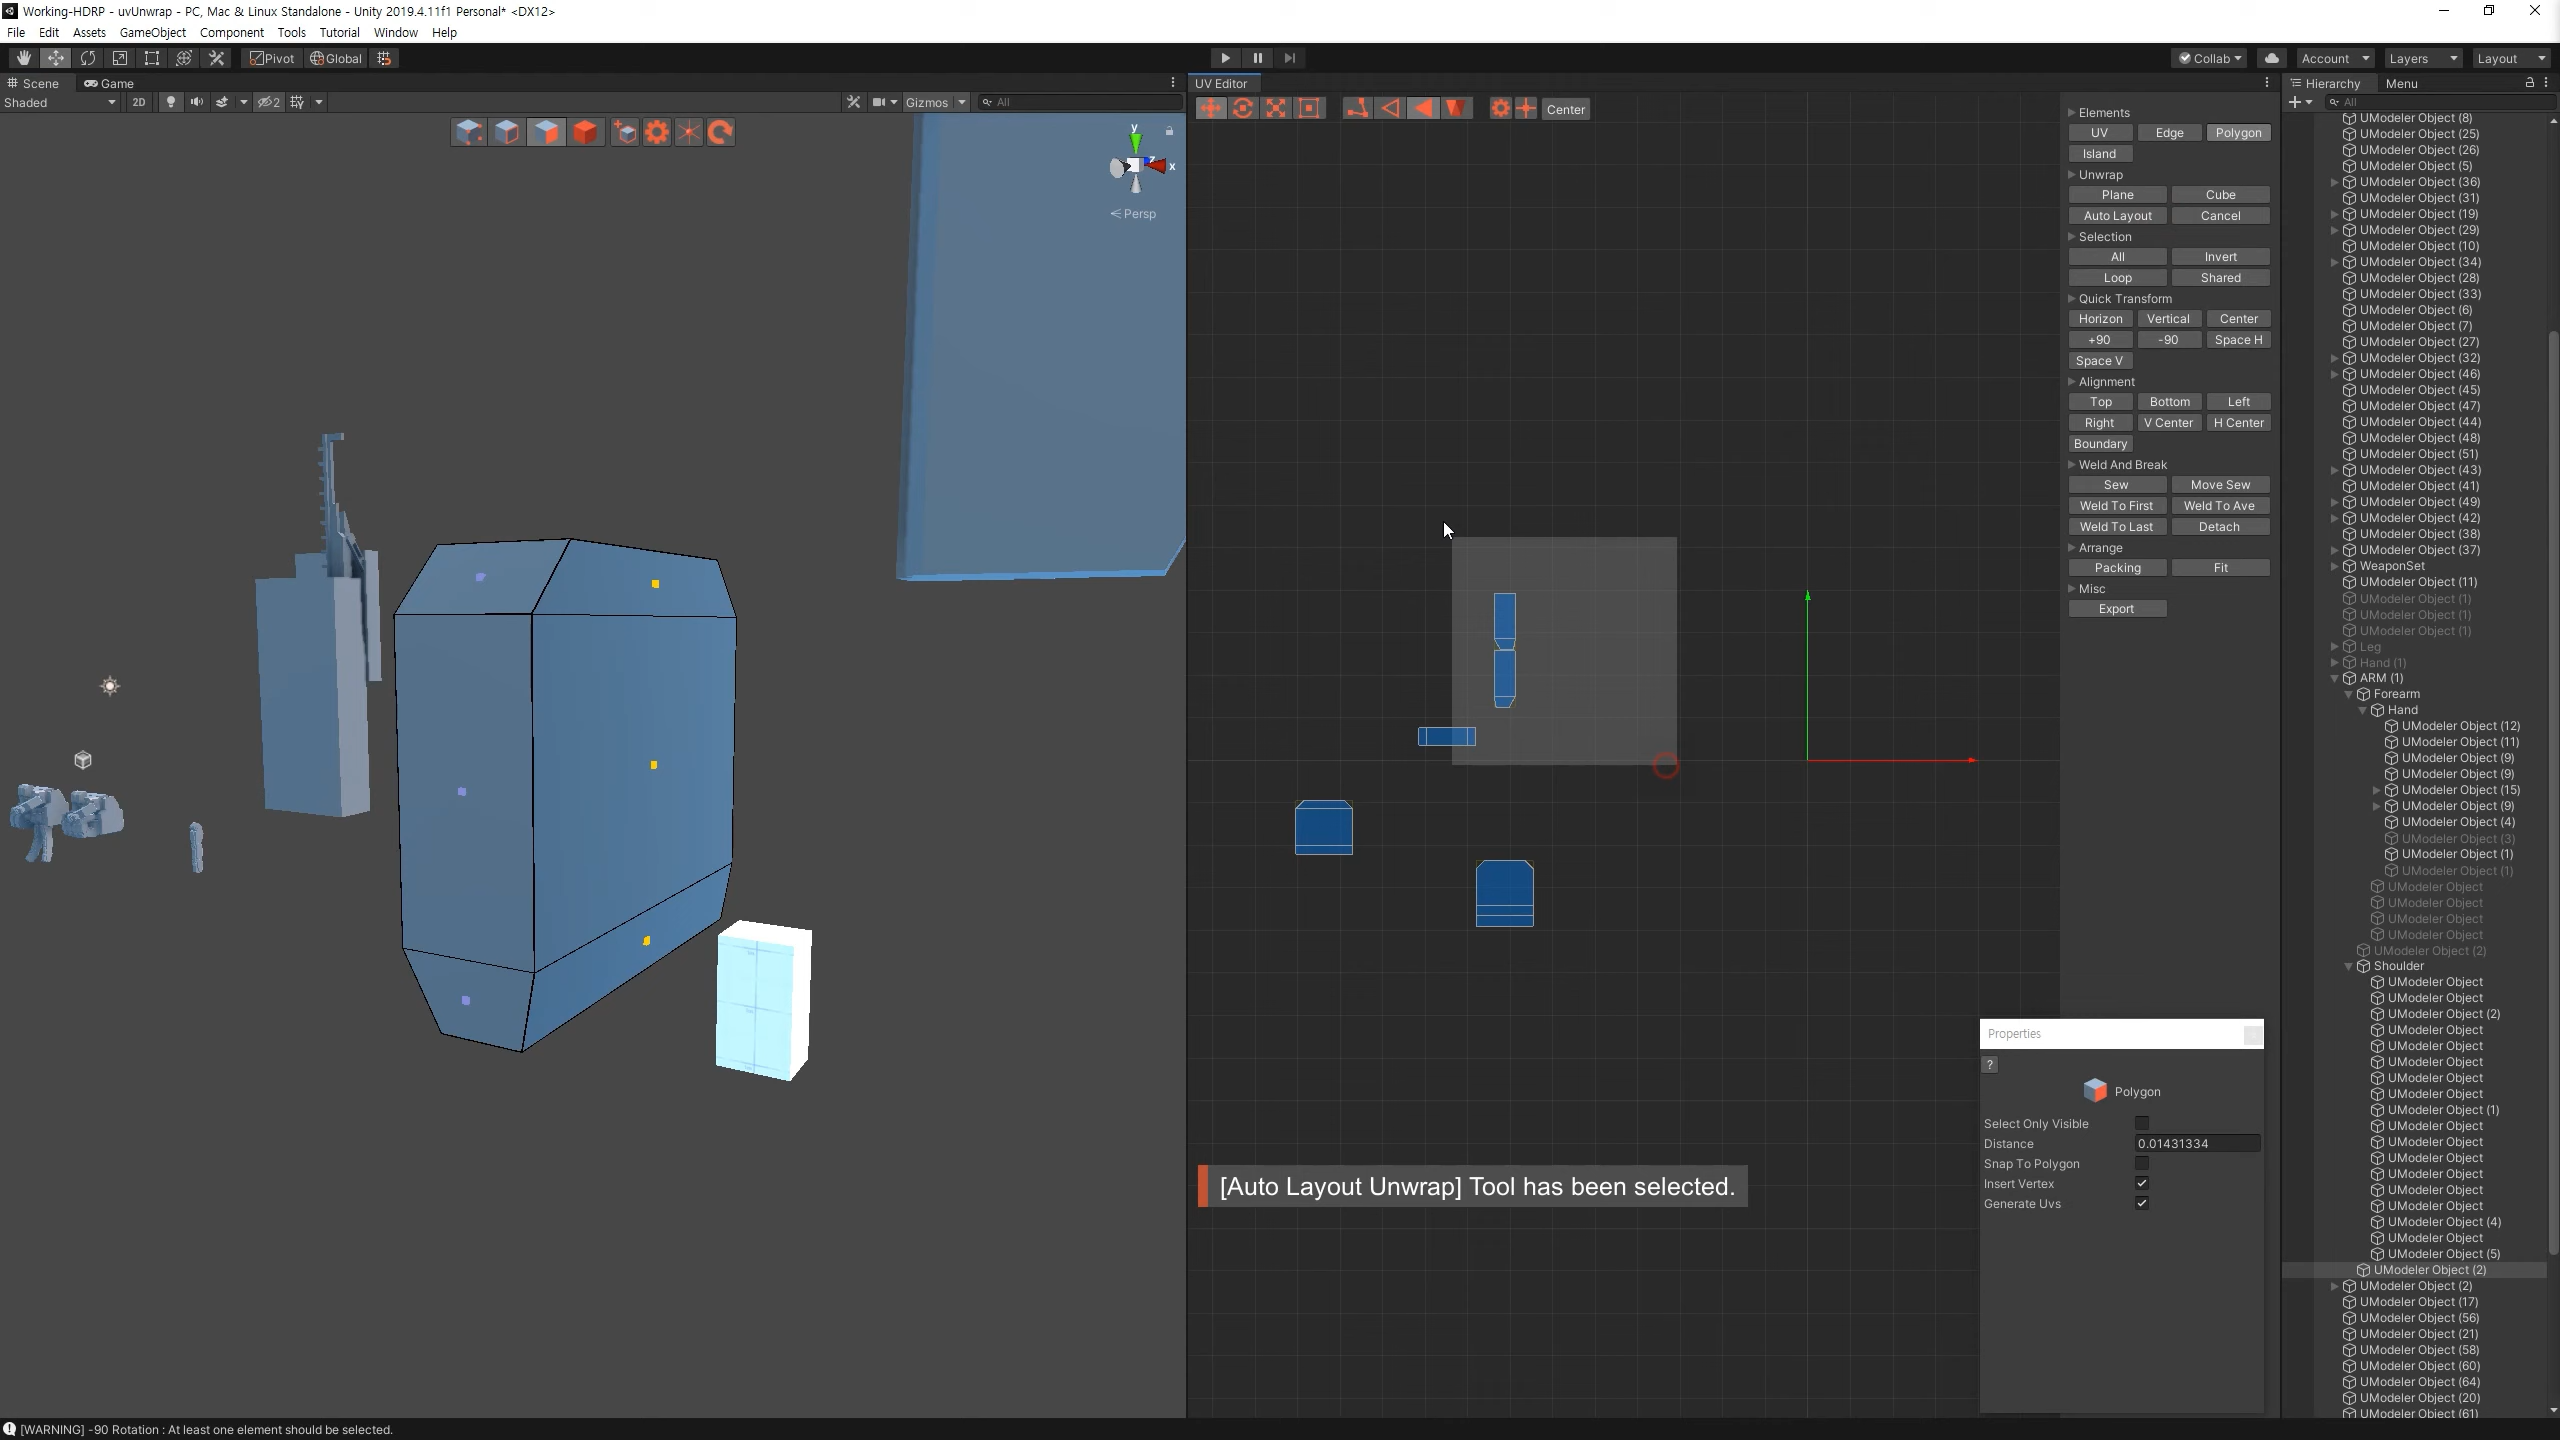 Working-HDRP - uvUnwrap - PC, Mac & Linux Standalone - Unity 2019.4.11f1 Personal* <DX12>
File Edit Assets GameObject Component Tools Tutorial Window Help
Pivot Global Collab Account Layers Layout
Scene Game UV Editor Hierarchy Menu
Shaded 2D 2 Gizmos All Center All
y
x
Persp
Elements
UV Edge Polygon
Island
Unwrap
Plane Cube
Auto Layout Cancel
Selection
All Invert
Loop Shared
Quick Transform
Horizon Vertical Center
+90 -90 Space H
Space V
Alignment
Top Bottom Left
Right V Center H Center
Boundary
Weld And Break
Sew Move Sew
Weld To First Weld To Ave
Weld To Last Detach
Arrange
Packing Fit
Misc
Export
UModeler Object (8)
UModeler Object (25)
UModeler Object (26)
UModeler Object (5)
UModeler Object (36)
UModeler Object (31)
UModeler Object (19)
UModeler Object (29)
UModeler Object (10)
UModeler Object (34)
UModeler Object (28)
UModeler Object (33)
UModeler Object (6)
UModeler Object (7)
UModeler Object (27)
UModeler Object (32)
UModeler Object (46)
UModeler Object (45)
UModeler Object (47)
UModeler Object (44)
UModeler Object (48)
UModeler Object (51)
UModeler Object (43)
UModeler Object (41)
UModeler Object (49)
UModeler Object (42)
UModeler Object (38)
UModeler Object (37)
WeaponSet
UModeler Object (11)
UModeler Object (1)
UModeler Object (1)
UModeler Object (1)
Leg
Hand (1)
ARM (1)
Forearm
Hand
UModeler Object (12)
UModeler Object (11)
UModeler Object (9)
UModeler Object (9)
UModeler Object (15)
UModeler Object (9)
UModeler Object (4)
UModeler Object (3)
UModeler Object (1)
UModeler Object (1)
UModeler Object
UModeler Object
UModeler Object
UModeler Object
UModeler Object (2)
Shoulder
UModeler Object
UModeler Object
UModeler Object (2)
UModeler Object
UModeler Object
UModeler Object
UModeler Object
UModeler Object
UModeler Object (1)
UModeler Object
UModeler Object
UModeler Object
UModeler Object
UModeler Object
UModeler Object
UModeler Object (4)
UModeler Object
UModeler Object (5)
UModeler Object (2)
UModeler Object (2)
UModeler Object (17)
UModeler Object (56)
UModeler Object (21)
UModeler Object (58)
UModeler Object (60)
UModeler Object (64)
UModeler Object (20)
UModeler Object (61)
Properties
?
Polygon
Select Only Visible
Distance 0.01431334
Snap To Polygon
Insert Vertex
Generate Uvs
[Auto Layout Unwrap] Tool has been selected.
[WARNING] -90 Rotation : At least one element should be selected.